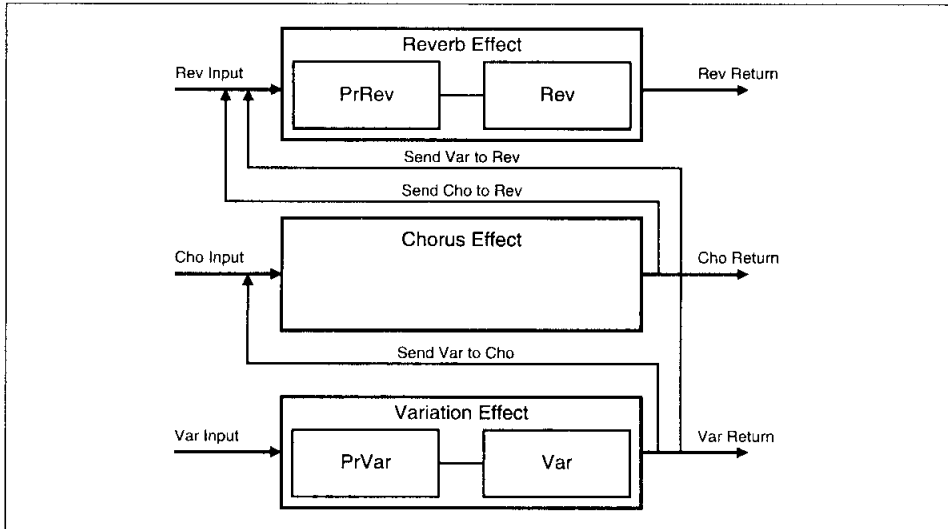 Reverb Effect
Rev Input
PrRev
Rev
Rev Return
Send Var to Rev
Send Cho to Rev
Chorus Effect
Cho Input
Cho Return
Send Var to Cho
Variation Effect
Var Input
PrVar
Var
Var Return